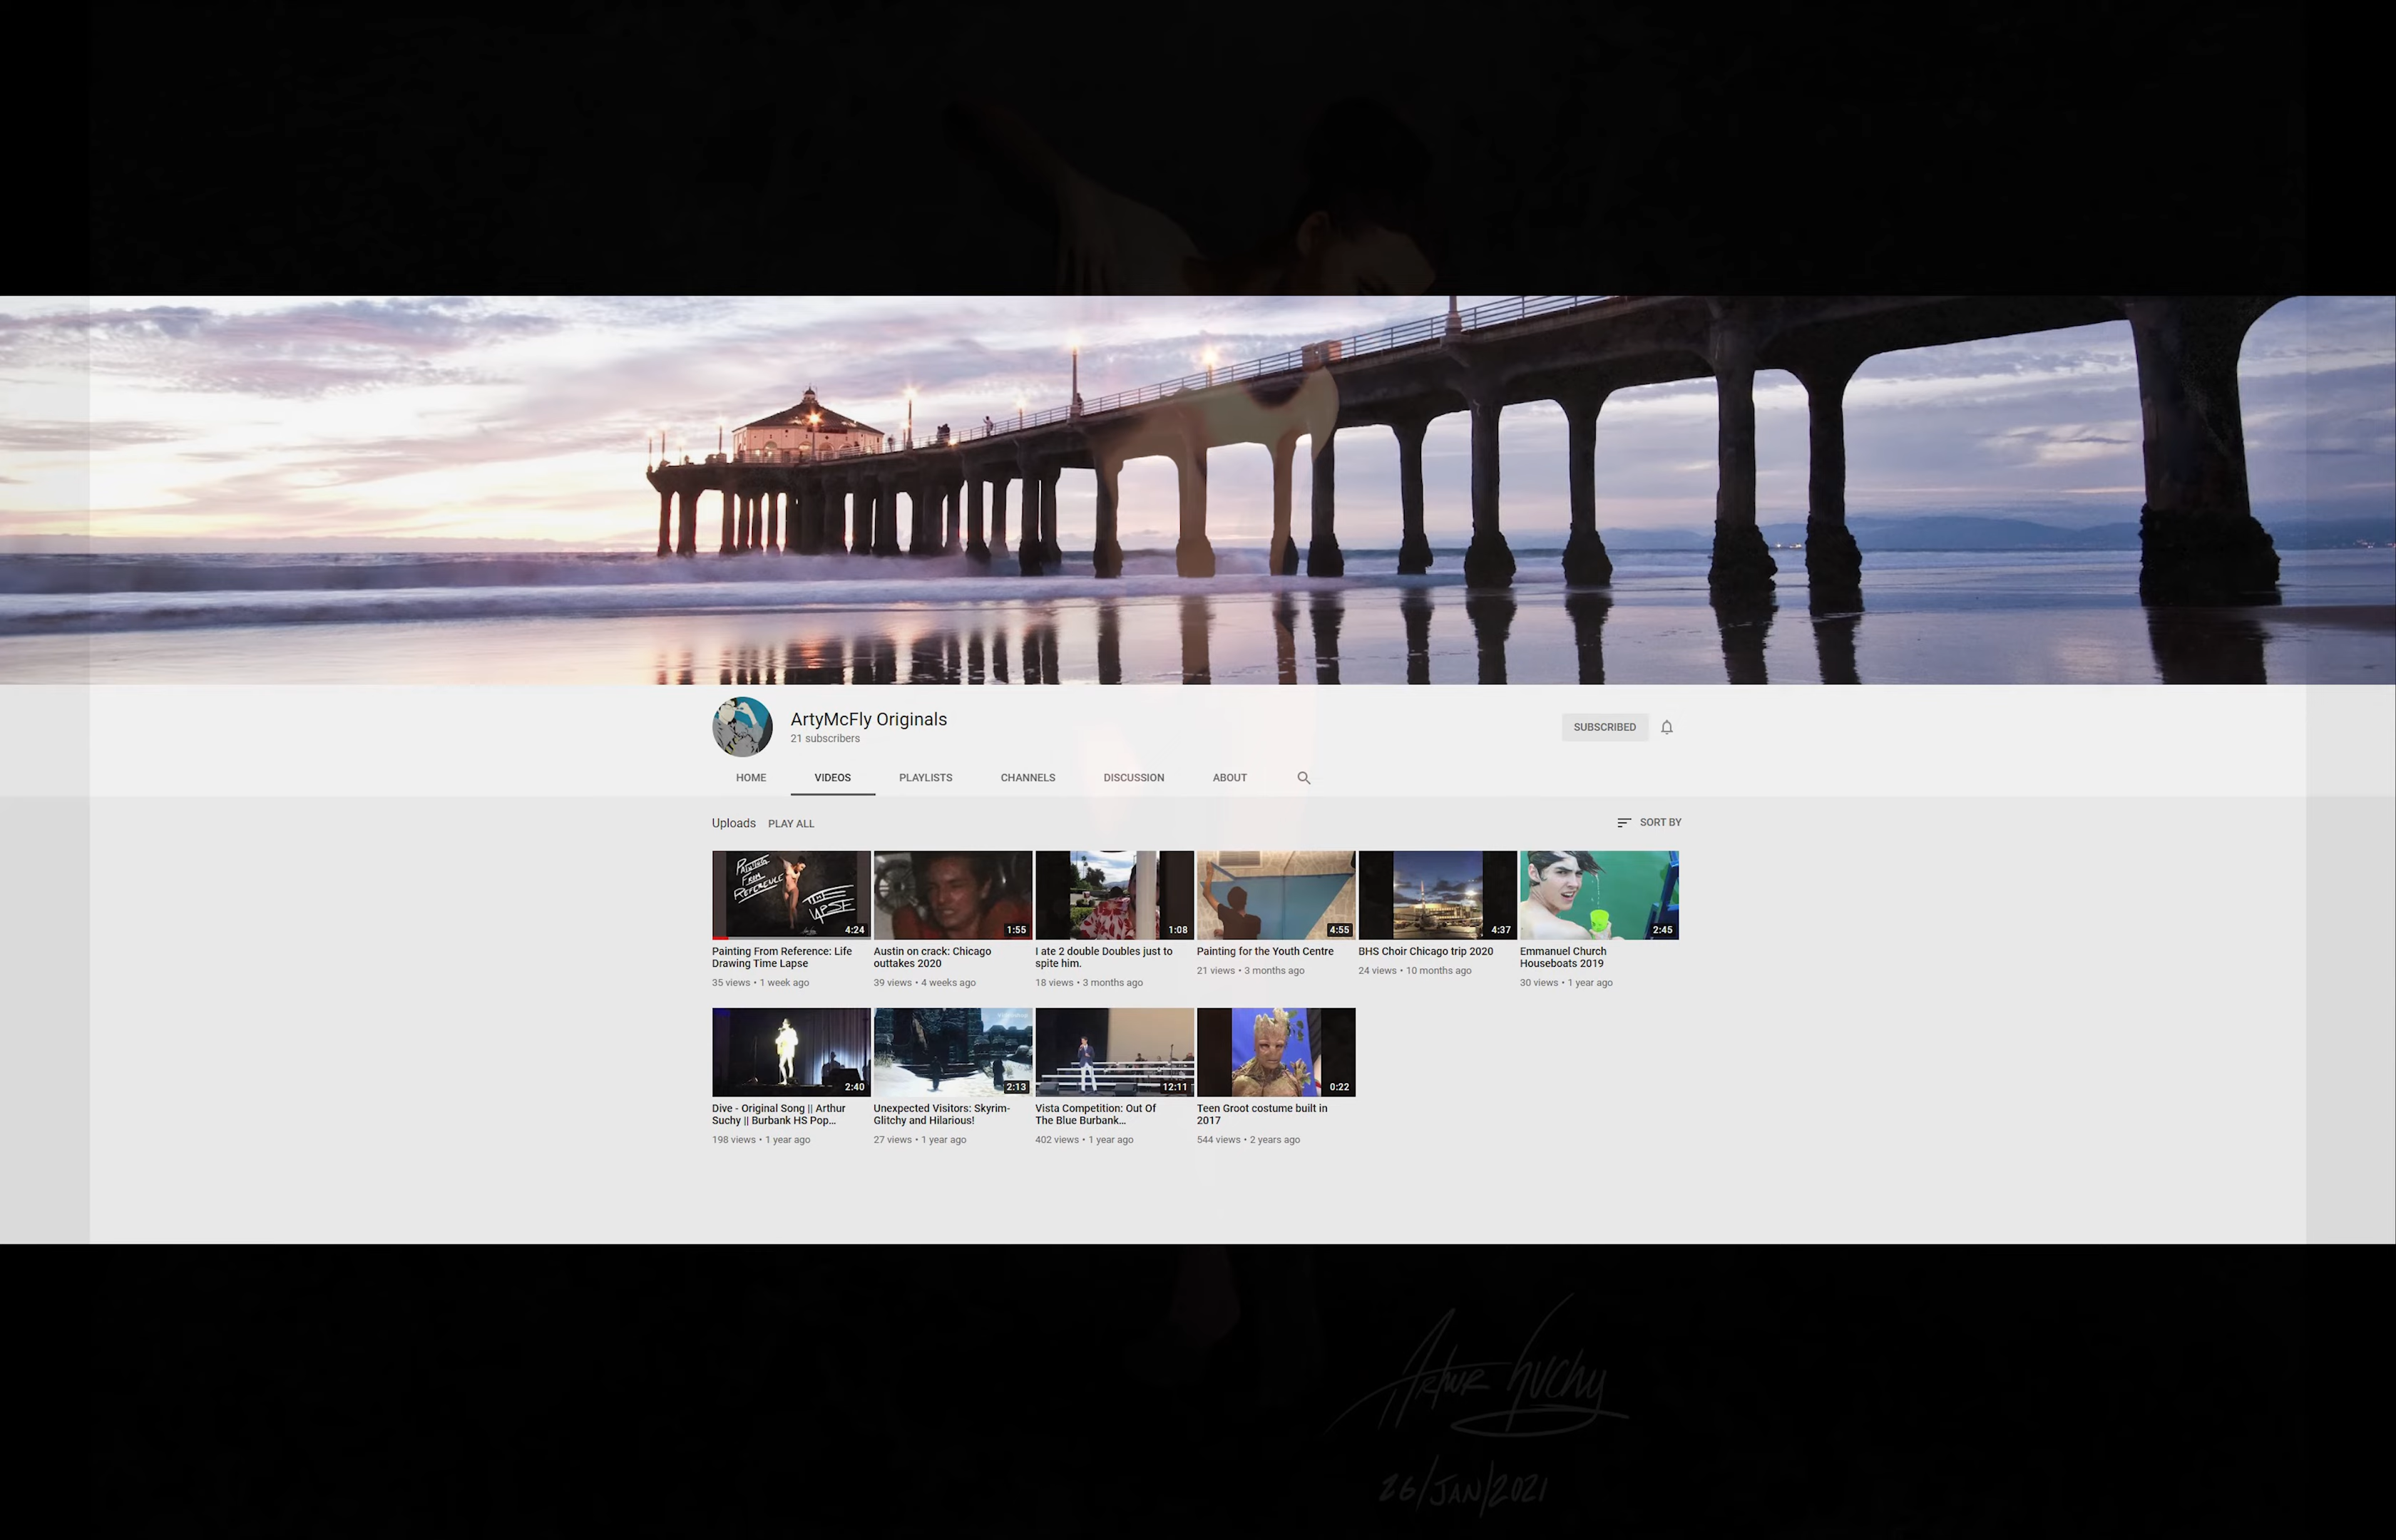 ArtyMcFly Originals
21 subscribers
SUBSCRIBED
HOME
VIDEOS
PLAYLISTS
CHANNELS
DISCUSSION
ABOUT
Uploads
PLAY ALL
SORT BY
PAINTING
FROM
REFERENCE
TIME
LAPSE
4:24
1:55
1:08
4:55
4:37
2:45
Painting From Reference: Life
Drawing Time Lapse
35 views • 1 week ago
Austin on crack: Chicago
outtakes 2020
39 views • 4 weeks ago
I ate 2 double Doubles just to
spite him.
18 views • 3 months ago
Painting for the Youth Centre
21 views • 3 months ago
BHS Choir Chicago trip 2020
24 views • 10 months ago
Emmanuel Church
Houseboats 2019
30 views • 1 year ago
2:40
2:13
12:11
0:22
Dive - Original Song || Arthur
Suchy || Burbank HS Pop...
198 views • 1 year ago
Unexpected Visitors: Skyrim-
Glitchy and Hilarious!
27 views • 1 year ago
Vista Competition: Out Of
The Blue Burbank...
402 views • 1 year ago
Teen Groot costume built in
2017
544 views • 2 years ago
Arthur Suchy
26/JAN/2021